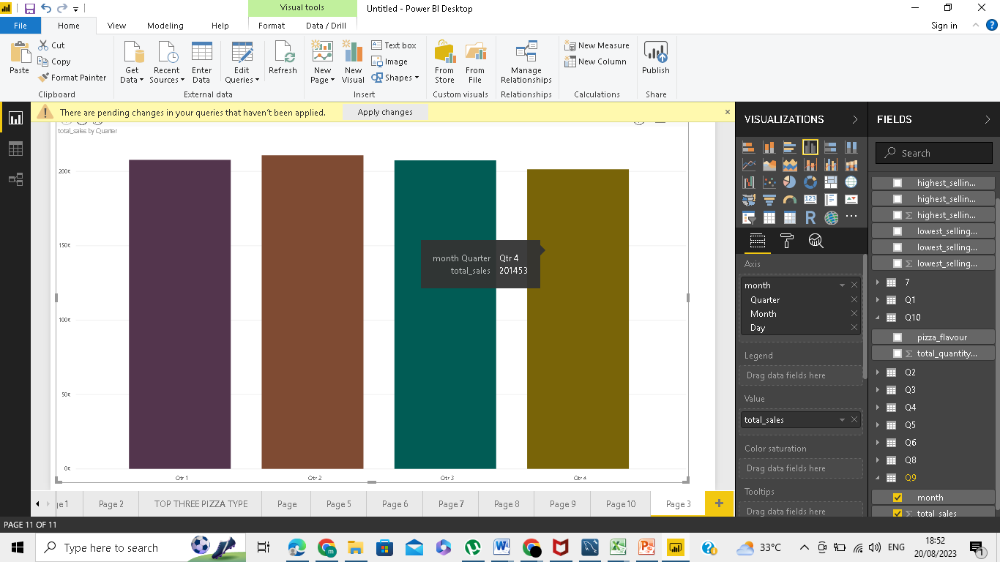 Visual tools
Untitled - Power BI Desktop
File
Home
View
Modeling
Help
Format
Data / Drill
Sign in
Paste
Cut
Copy
Format Painter
Clipboard
Get
Data
Recent
Sources
Enter
Data
Edit
Queries
Refresh
External data
New
Page
New
Visual
Text box
Image
Shapes
Insert
From
Store
From
File
Custom visuals
Manage
Relationships
Relationships
New Measure
New Column
Calculations
Publish
Share
There are pending changes in your queries that haven't been applied.
Apply changes
total_sales by Quarter
200K
150K
100K
50K
0K
Qtr 1
Qtr 2
Qtr 3
Qtr 4
month Quarter Qtr 4
total_sales 201453
VISUALIZATIONS
123
R
Axis
month
Quarter
Month
Day
Legend
Drag data fields here
Value
total_sales
Color saturation
Drag data fields here
Tooltips
Drag data fields here
FIELDS
Search
highest_sellin...
highest_sellin...
highest_sellin...
lowest_selling...
lowest_selling...
lowest_selling...
7
Q1
Q10
pizza_flavour
total_quantity...
Q2
Q3
Q4
Q5
Q6
Q8
Q9
month
total_sales
ge 1
Page 2
TOP THREE PIZZA TYPE
Page
Page 5
Page 6
Page 7
Page 8
Page 9
Page 10
Page 3
PAGE 11 OF 11
Type here to search
33°C
ENG
18:52
20/08/2023
1